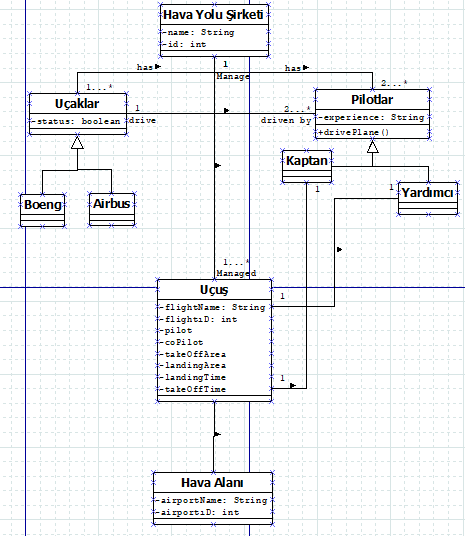 Hava Yolu Şirketi
-name: String
-id: int
has
1
has
Manage
1...*
2...*
Uçaklar
-status: boolean
Pilotlar
-experience: String
+drivePlane()
1
drive
2...*
driven by
Kaptan
1
1
Yardımcı
Boeng
Airbus
1...*
Managed
Uçuş
-flightName: String
-flightıD: int
-pilot
-coPilot
-takeOffArea
-landingArea
-landingTime
-takeOffTime
1
1
Hava Alanı
-airportName: String
-airportıD: int